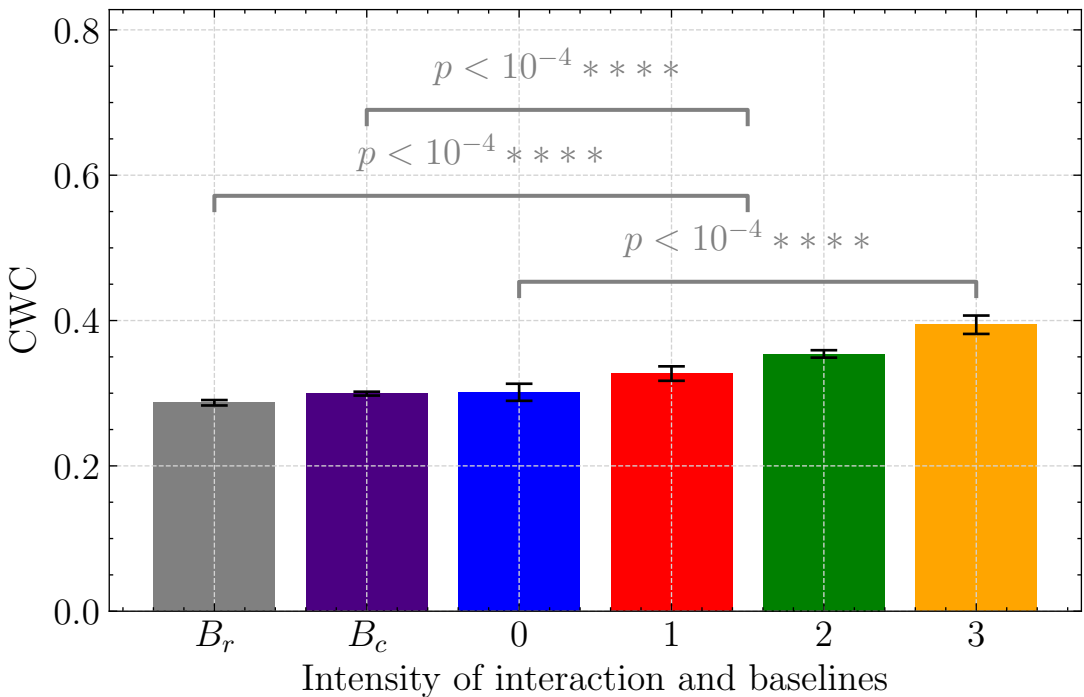 0.8
p < 10⁻⁴ ****
p < 10⁻⁴ ****
0.6
p < 10⁻⁴ ****
0.4
CWC
0.2
0.0
B_r B_c 0 1 2 3
Intensity of interaction and baselines